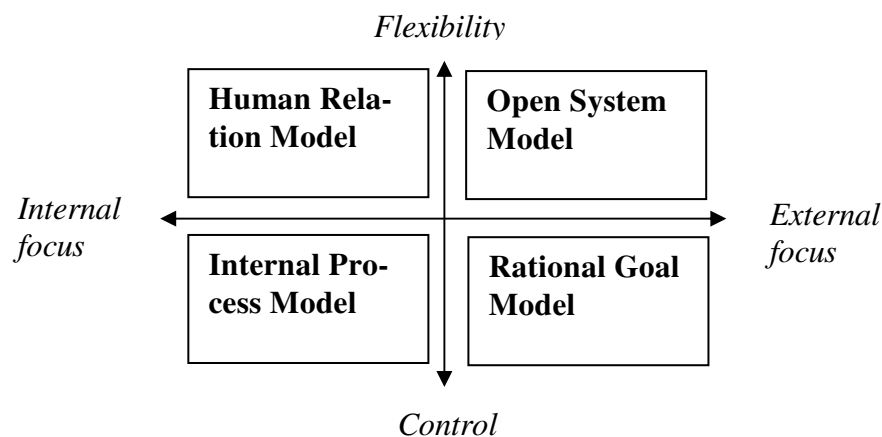 Flexibility
Human Rela-
tion Model
Open System
Model
Internal
focus
External
focus
Internal Pro-
cess Model
Rational Goal
Model
Control